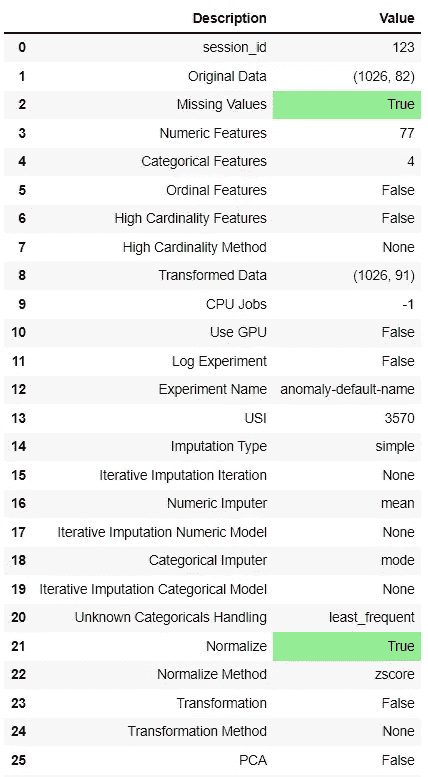 Description Value
0 session_id 123
1 Original Data (1026, 82)
2 Missing Values True
3 Numeric Features 77
4 Categorical Features 4
5 Ordinal Features False
6 High Cardinality Features False
7 High Cardinality Method None
8 Transformed Data (1026, 91)
9 CPU Jobs -1
10 Use GPU False
11 Log Experiment False
12 Experiment Name anomaly-default-name
13 USI 3570
14 Imputation Type simple
15 Iterative Imputation Iteration None
16 Numeric Imputer mean
17 Iterative Imputation Numeric Model None
18 Categorical Imputer mode
19 Iterative Imputation Categorical Model None
20 Unknown Categoricals Handling least_frequent
21 Normalize True
22 Normalize Method zscore
23 Transformation False
24 Transformation Method None
25 PCA False